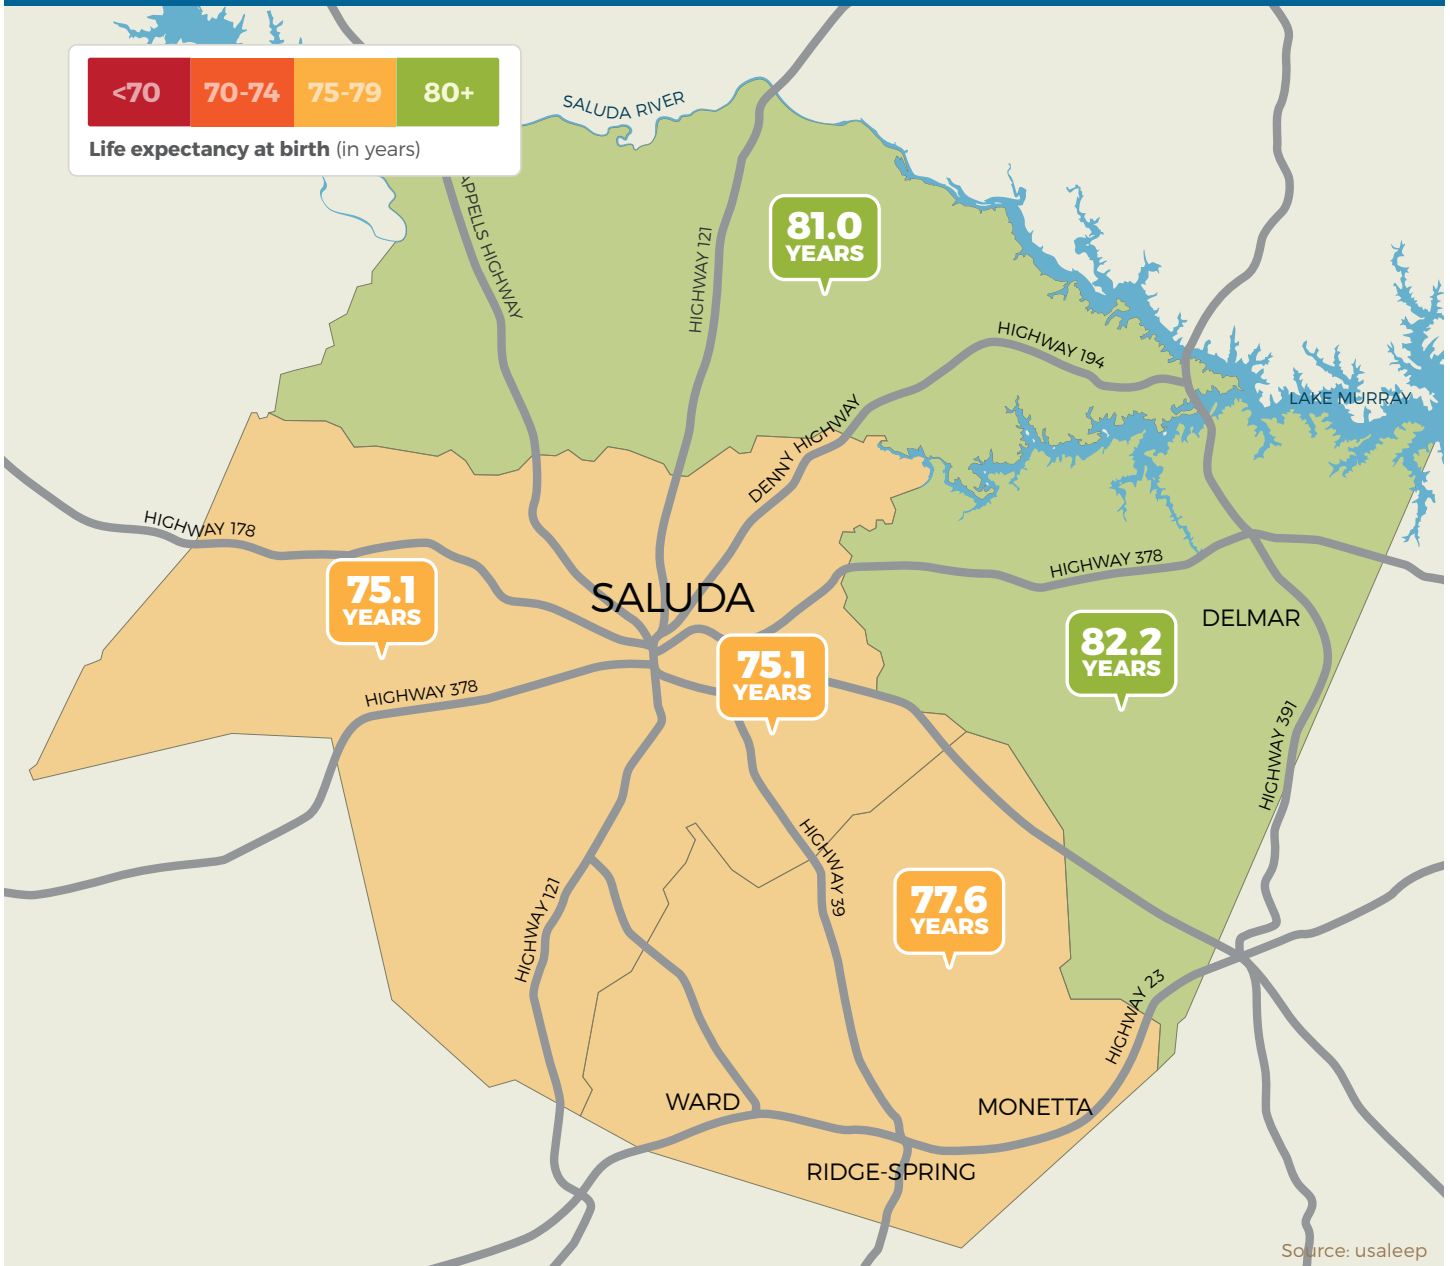 <70
70-74
75-79
80+
Life expectancy at birth (in years)
SALUDA RIVER
APPELLS HIGHWAY
HIGHWAY 121
81.0
YEARS
HIGHWAY 194
LAKE MURRAY
DENNY HIGHWAY
HIGHWAY 178
HIGHWAY 378
75.1
YEARS
SALUDA
DELMAR
82.2
YEARS
75.1
YEARS
HIGHWAY 378
HIGHWAY 391
HIGHWAY 39
HIGHWAY 121
77.6
YEARS
HIGHWAY 23
WARD
MONETTA
RIDGE-SPRING
Source: usaleep